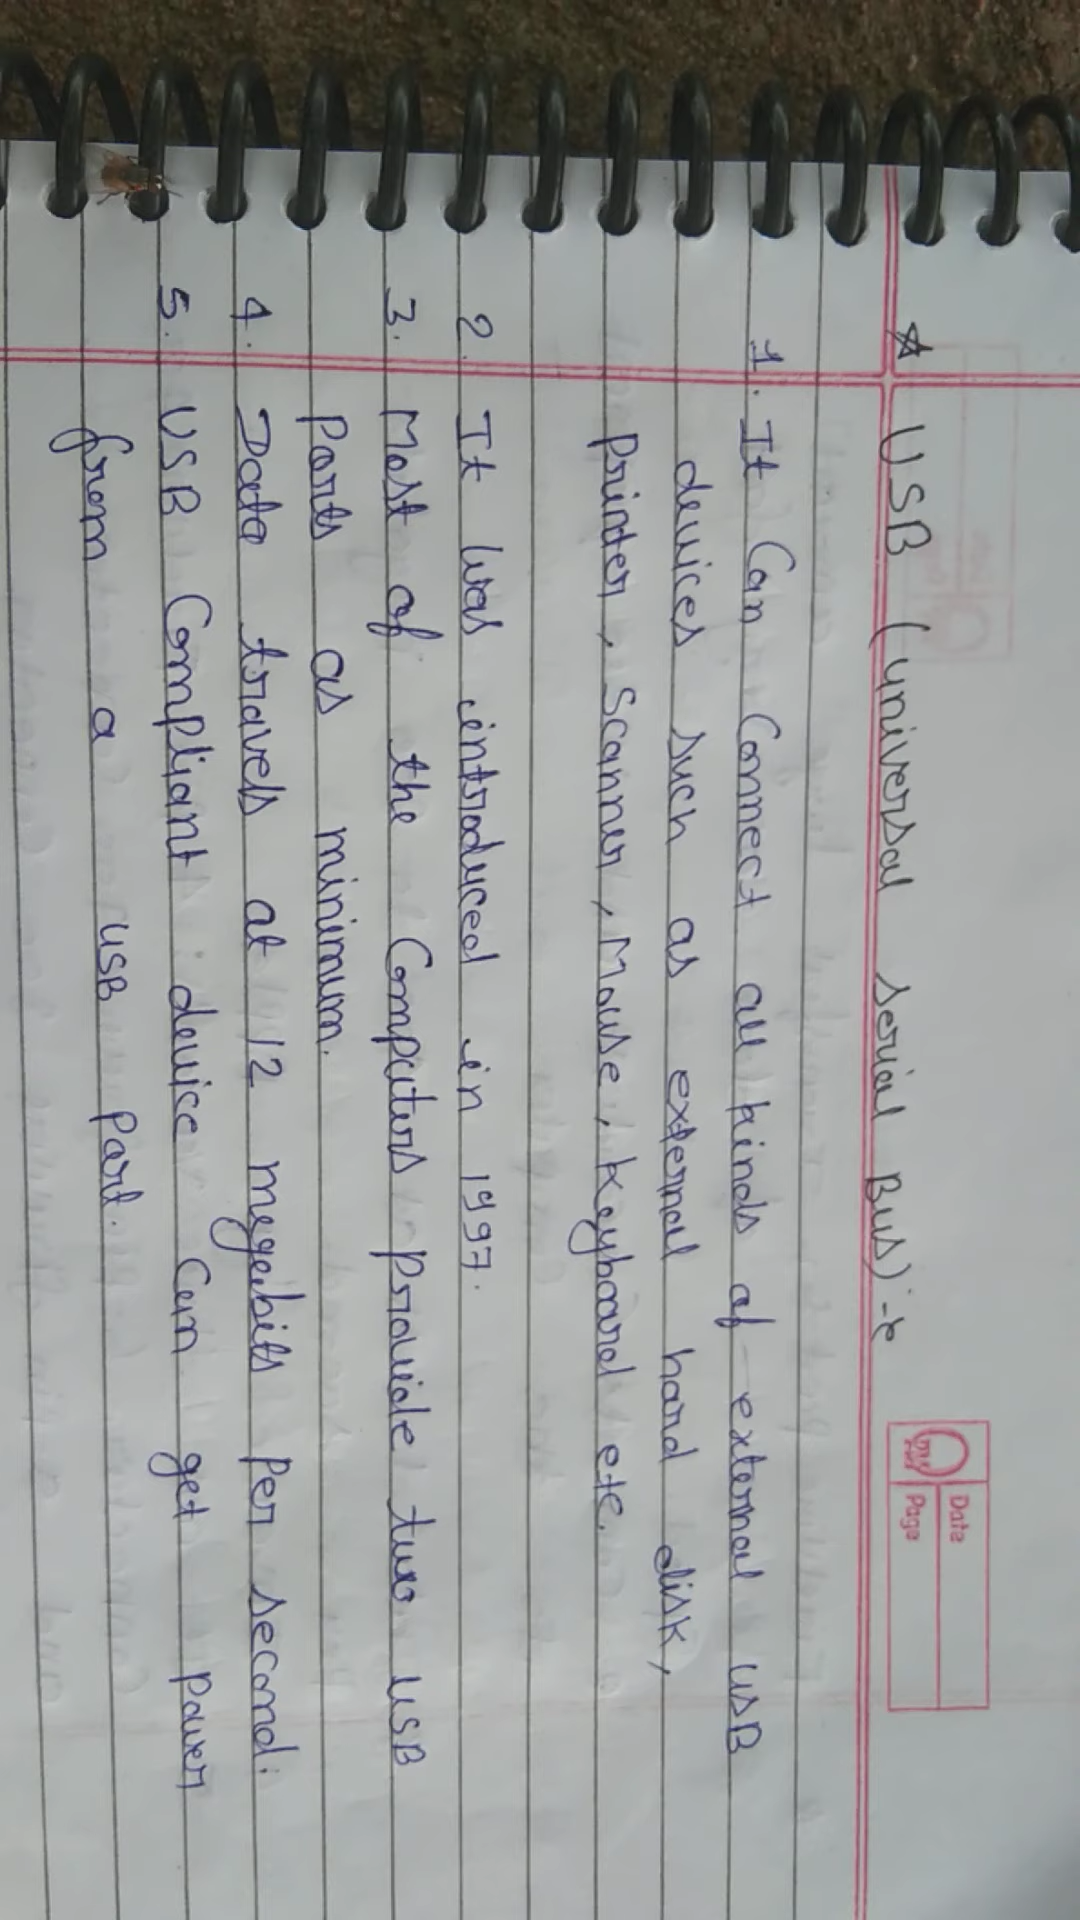 Date
Page
☆ USB (universal serial Bus) :-
1. It Can Connect all kinds of external USB
devices such as external hard disk,
Printer, Scanner, Mouse, Keyboard etc.
2. It was introduced in 1997.
3. Most of the Computers Provide two USB
Ports as minimum.
4. Data travels at 12 megabits Per second.
5. USB Compliant device Can get Power
from a USB Port.